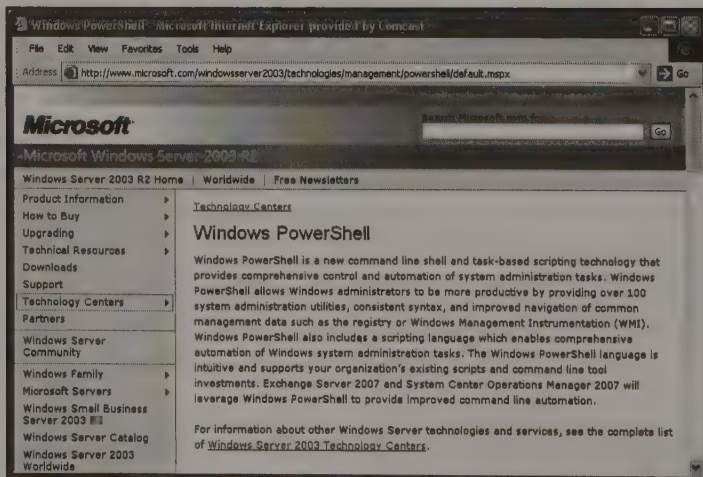 Windows PowerShell - Microsoft Internet Explorer provided by Comcast
File Edit View Favorites Tools Help
Address http://www.microsoft.com/windowsserver2003/technologies/management/powershell/default.mspx Go
Microsoft
Search Microsoft.com for:
Go
Microsoft Windows Server 2003 R2
Windows Server 2003 R2 Home | Worldwide | Free Newsletters
Product Information
How to Buy
Upgrading
Technical Resources
Downloads
Support
Technology Centers
Partners
Windows Server
Community
Windows Family
Microsoft Servers
Windows Small Business
Server 2003
Windows Server Catalog
Windows Server 2003
Worldwide
Technology Centers
Windows PowerShell
Windows PowerShell is a new command line shell and task-based scripting technology that
provides comprehensive control and automation of system administration tasks. Windows
PowerShell allows Windows administrators to be more productive by providing over 100
system administration utilities, consistent syntax, and improved navigation of common
management data such as the registry or Windows Management Instrumentation (WMI).
Windows PowerShell also includes a scripting language which enables comprehensive
automation of Windows system administration tasks. The Windows PowerShell language is
intuitive and supports your organization's existing scripts and command line tool
investments. Exchange Server 2007 and System Center Operations Manager 2007 will
leverage Windows PowerShell to provide improved command line automation.
For information about other Windows Server technologies and services, see the complete list
of Windows Server 2003 Technology Centers.